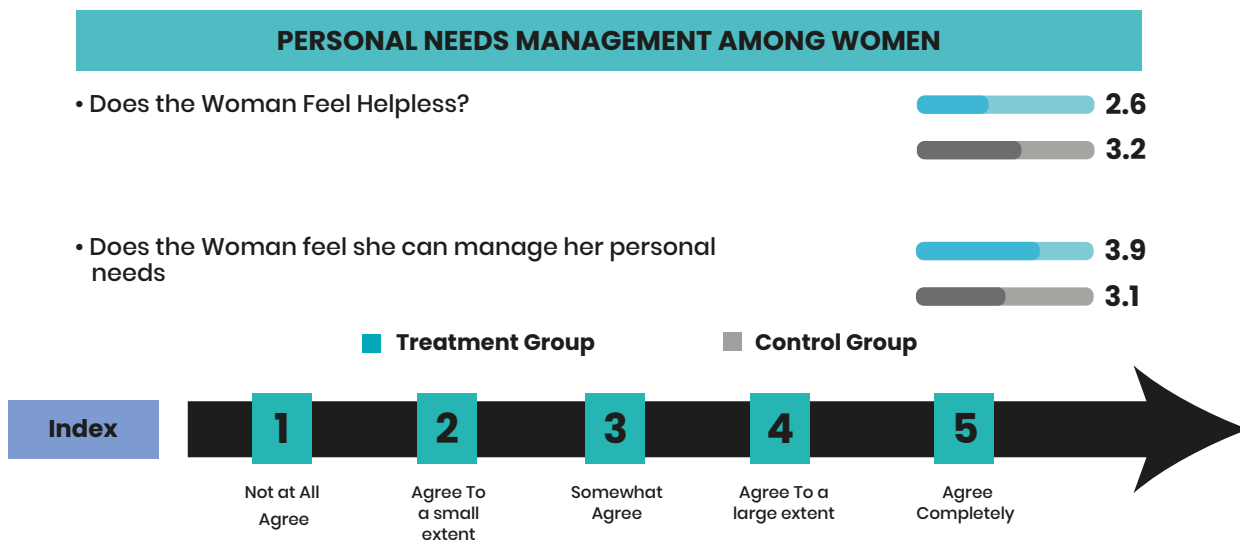 PERSONAL NEEDS MANAGEMENT AMONG WOMEN
• Does the Woman Feel Helpless?
2.6
3.2
• Does the Woman feel she can manage her personal
needs
3.9
3.1
Treatment Group
Control Group
Index
1
2
3
4
5
Not at All
Agree
Agree To
a small
extent
Somewhat
Agree
Agree To a
large extent
Agree
Completely